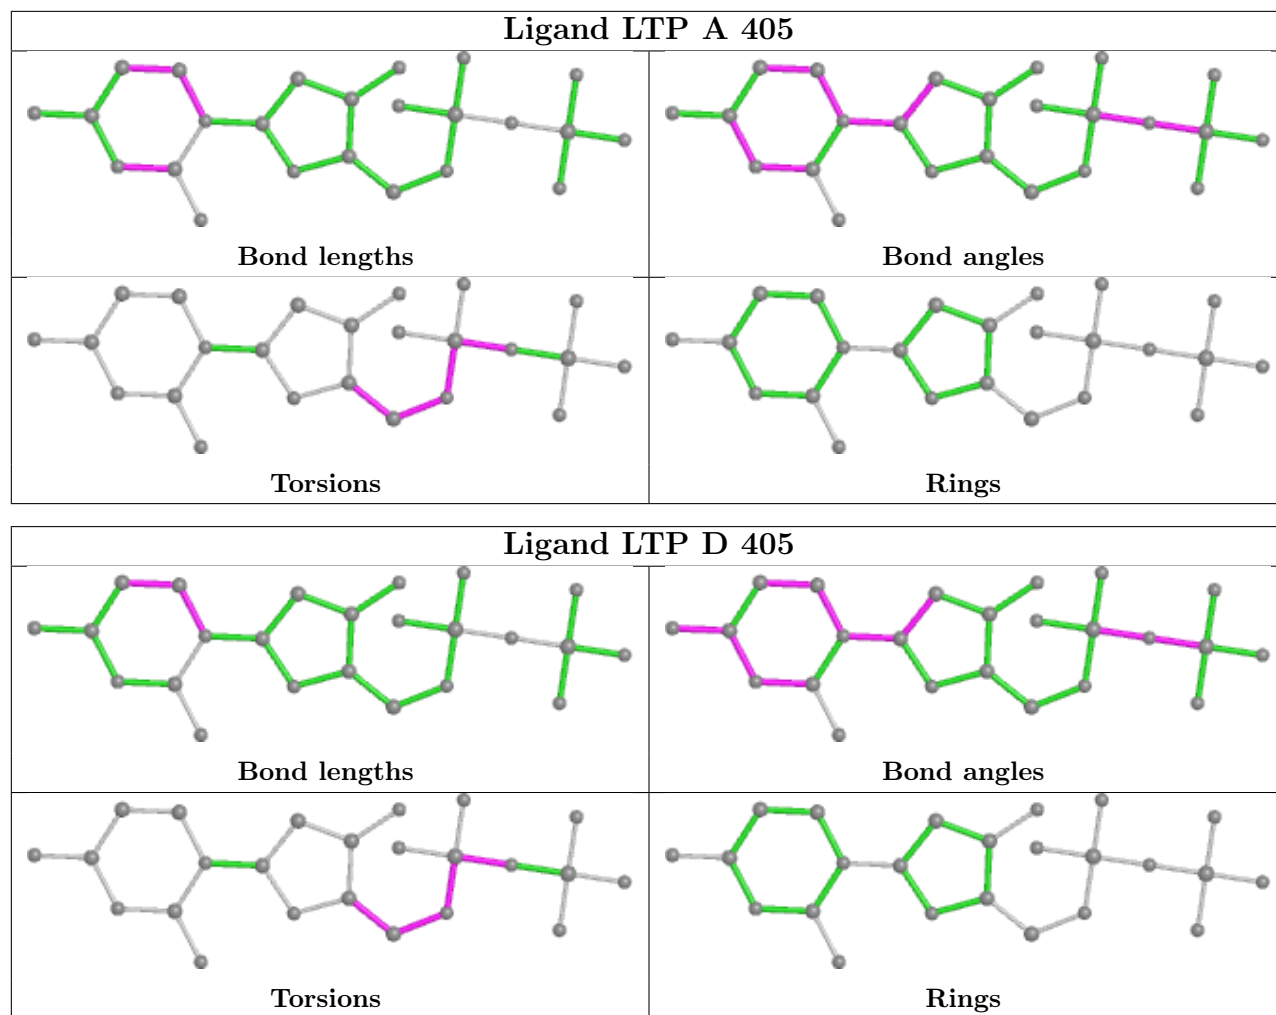 Ligand LTP A 405
Bond lengths
Bond angles
Torsions
Rings
Ligand LTP D 405
Bond lengths
Bond angles
Torsions
Rings